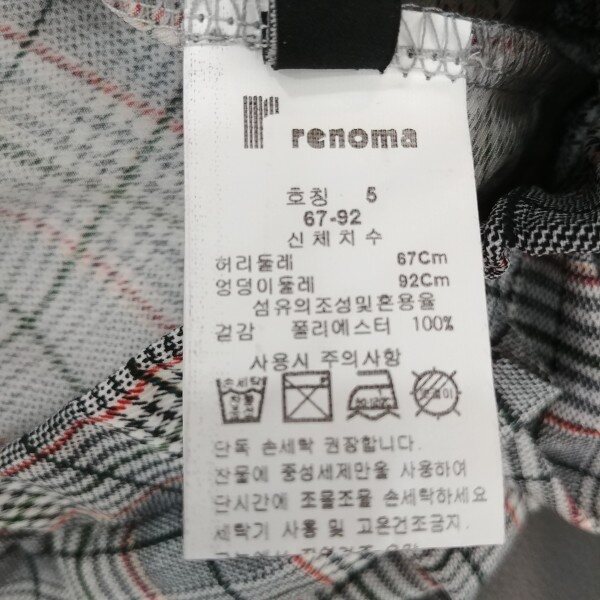 renoma
호칭 5
67-92
신체치수
허리둘레 67Cm
엉덩이둘레 92Cm
섬유의조성및혼용율
겉감 폴리에스터 100%
사용시 주의사항
손세탁
단독 손세탁 권장합니다.
찬물에 중성세제만을 사용하여
단시간에 조물조물 손세탁하세요
세탁기 사용 및 고온건조금지.